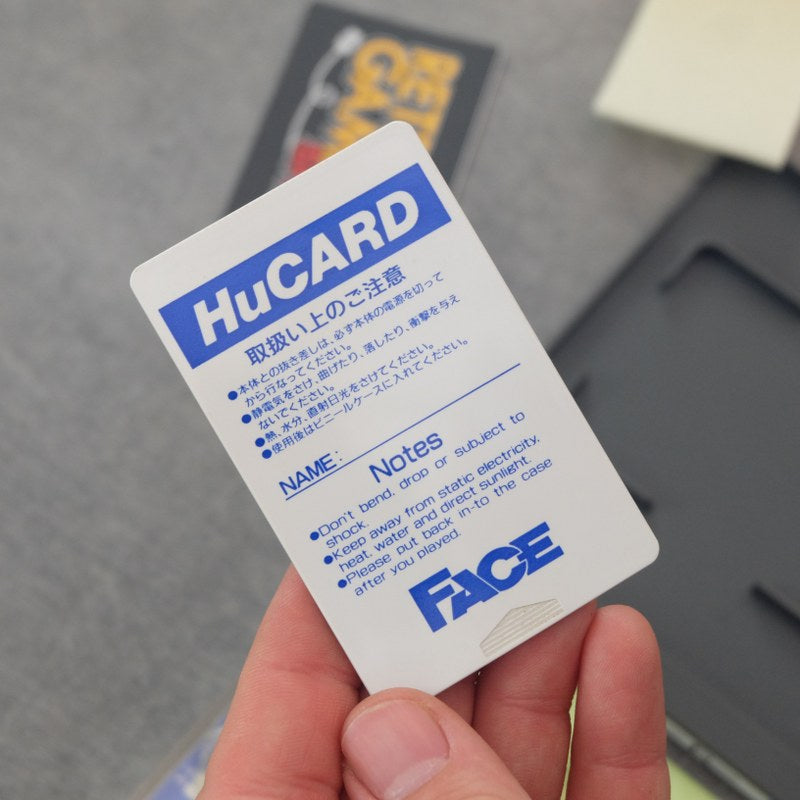 HuCARD
取扱い上のご注意
●本体との抜き差しは、必ず本体の電源を切って
から行なってください。
●静電気をさけ、曲げたり、落したり、衝撃を与え
ないでください。
●熱、水分、直射日光をさけてください。
●使用後はビニールケースに入れてください。
NAME:
Notes
●Don't bend, drop or subject to
shock.
●Keep away from static electricity,
heat, water and direct sunlight.
●Please put back in-to the case
after you played.
FACE